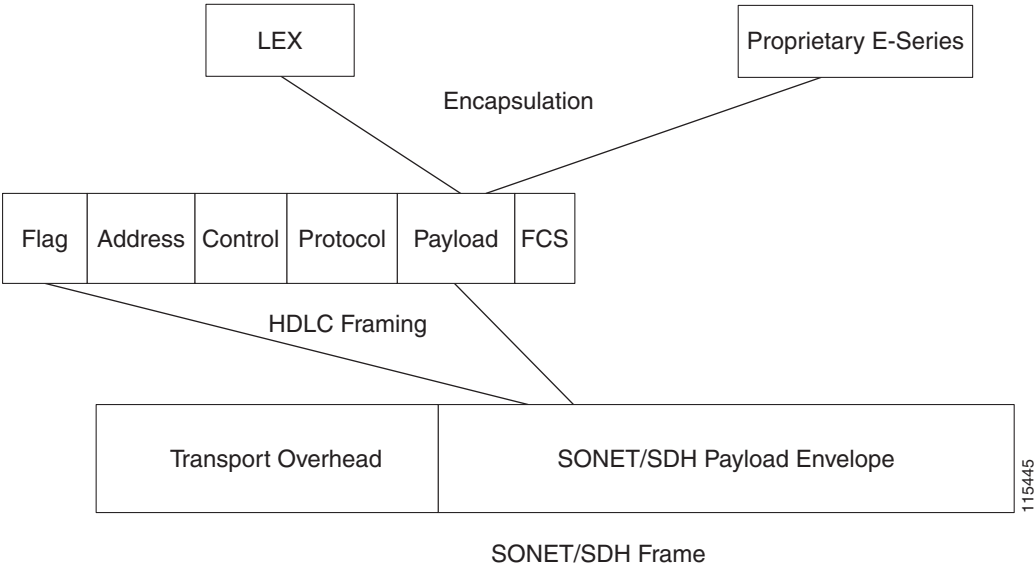 LEX
Proprietary E-Series
Encapsulation
Flag
Address
Control
Protocol
Payload
FCS
HDLC Framing
Transport Overhead
SONET/SDH Payload Envelope
115445
SONET/SDH Frame